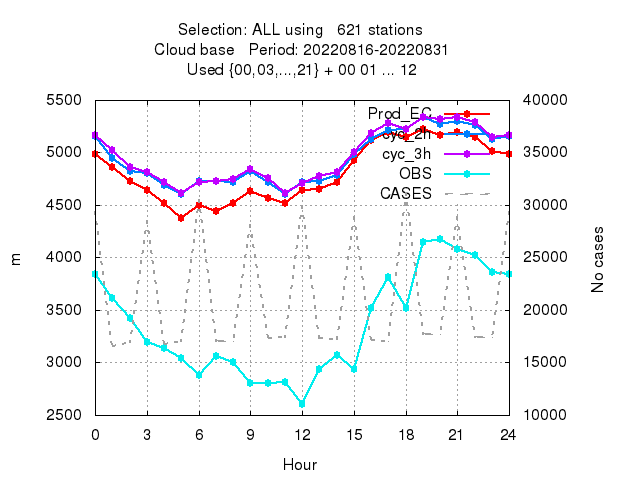 Selection: ALL using   621 stations
Cloud base   Period: 20220816-20220831
Used {00,03,...,21} + 00 01 ... 12
5500
5000
4500
4000
3500
3000
2500
m
40000
35000
30000
25000
20000
15000
10000
No cases
Prod_EC
cyc_2h
cyc_3h
OBS
CASES
0 3 6 9 12 15 18 21 24
Hour